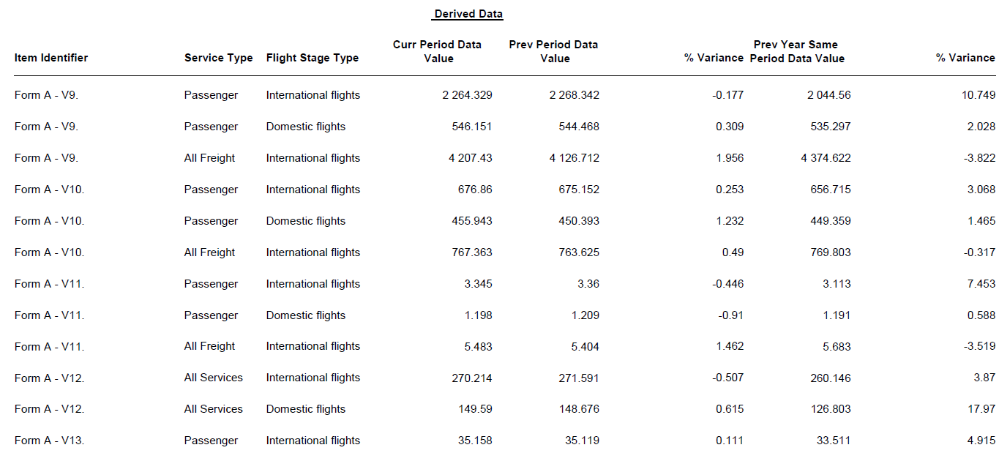 Derived Data
Curr Period Data Prev Period Data Prev Year Same
Item Identifier Service Type Flight Stage Type Value Value % Variance Period Data Value % Variance
Form A - V9. Passenger International flights 2 264.329 2 268.342 -0.177 2 044.56 10.749
Form A - V9. Passenger Domestic flights 546.151 544.468 0.309 535.297 2.028
Form A - V9. All Freight International flights 4 207.43 4 126.712 1.956 4 374.622 -3.822
Form A - V10. Passenger International flights 676.86 675.152 0.253 656.715 3.068
Form A - V10. Passenger Domestic flights 455.943 450.393 1.232 449.359 1.465
Form A - V10. All Freight International flights 767.363 763.625 0.49 769.803 -0.317
Form A - V11. Passenger International flights 3.345 3.36 -0.446 3.113 7.453
Form A - V11. Passenger Domestic flights 1.198 1.209 -0.91 1.191 0.588
Form A - V11. All Freight International flights 5.483 5.404 1.462 5.683 -3.519
Form A - V12. All Services International flights 270.214 271.591 -0.507 260.146 3.87
Form A - V12. All Services Domestic flights 149.59 148.676 0.615 126.803 17.97
Form A - V13. Passenger International flights 35.158 35.119 0.111 33.511 4.915